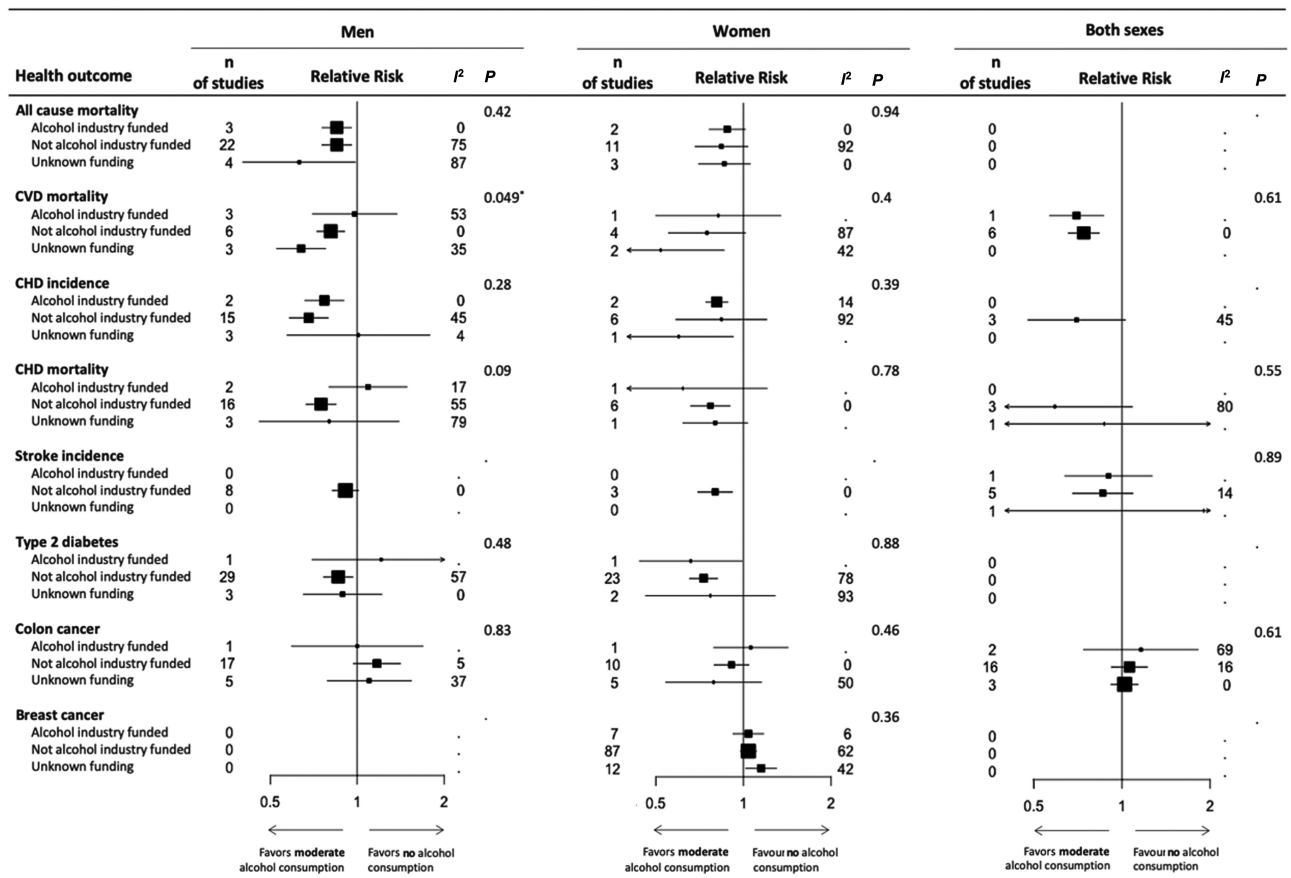 Men Women Both sexes
Health outcome n of studies Relative Risk I² P n of studies Relative Risk I² P n of studies Relative Risk I² P
All cause mortality 0.42 0.94 .
Alcohol industry funded 3 0 2 0 0 .
Not alcohol industry funded 22 75 11 92 0 .
Unknown funding 4 87 3 0 0 .
CVD mortality 0.049* 0.4 0.61
Alcohol industry funded 3 53 1 . 1 .
Not alcohol industry funded 6 0 4 87 6 0
Unknown funding 3 35 2 42 0 .
CHD incidence 0.28 0.39 .
Alcohol industry funded 2 0 2 14 0 .
Not alcohol industry funded 15 45 6 92 3 45
Unknown funding 3 4 1 . 0 .
CHD mortality 0.09 0.78 0.55
Alcohol industry funded 2 17 1 . 0 .
Not alcohol industry funded 16 55 6 0 3 80
Unknown funding 3 79 1 . 1 .
Stroke incidence . . 0.89
Alcohol industry funded 0 . 0 . 1 .
Not alcohol industry funded 8 0 3 0 5 14
Unknown funding 0 . 0 . 1 .
Type 2 diabetes 0.48 0.88 .
Alcohol industry funded 1 . 1 . 0 .
Not alcohol industry funded 29 57 23 78 0 .
Unknown funding 3 0 2 93 0 .
Colon cancer 0.83 0.46 0.61
Alcohol industry funded 1 . 1 . 2 69
Not alcohol industry funded 17 5 10 0 16 16
Unknown funding 5 37 5 50 3 0
Breast cancer . 0.36 .
Alcohol industry funded 0 . 7 6 0 .
Not alcohol industry funded 0 . 87 62 0 .
Unknown funding 0 . 12 42 0 .
0.5 1 2 0.5 1 2 0.5 1 2
Favors moderate Favors no alcohol Favors moderate Favour no alcohol Favors moderate Favour no alcohol
alcohol consumption consumption alcohol consumption consumption alcohol consumption consumption